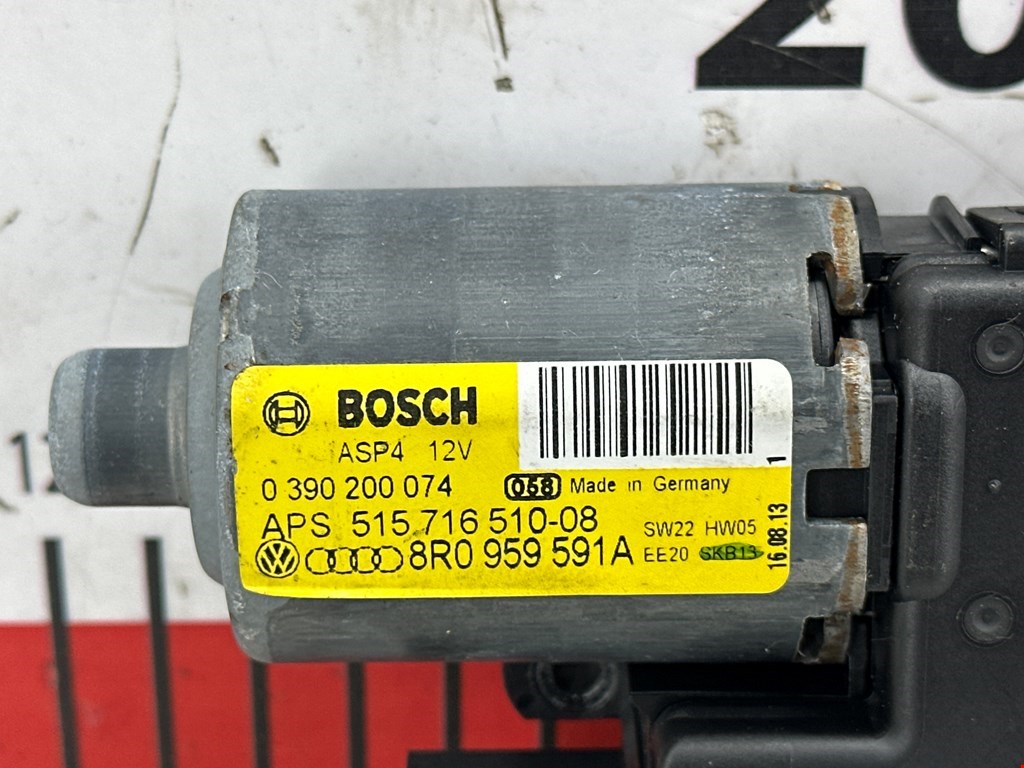 20
BOSCH
ASP4 12V
0 390 200 074 058 Made in Germany
APS 515 716 510-08 SW22 HW05
8R0 959 591A EE20 SKB13
16.08.13 1